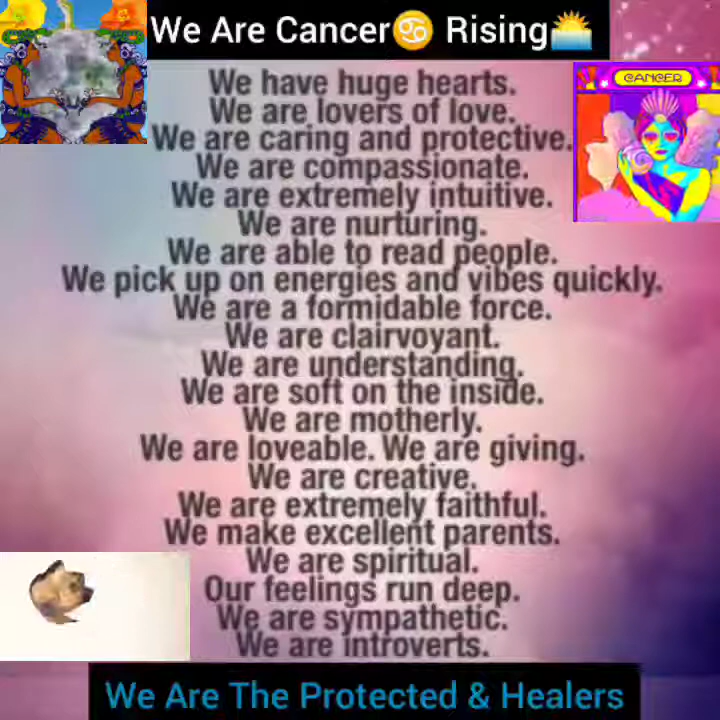 We Are Cancer♋ Rising🌅
CANCER
We have huge hearts.
We are lovers of love.
We are caring and protective.
We are compassionate.
We are extremely intuitive.
We are nurturing.
We are able to read people.
We pick up on energies and vibes quickly.
We are a formidable force.
We are clairvoyant.
We are understanding.
We are soft on the inside.
We are motherly.
We are loveable. We are giving.
We are creative.
We are extremely faithful.
We make excellent parents.
We are spiritual.
Our feelings run deep.
We are sympathetic.
We are introverts.
We Are The Protected & Healers